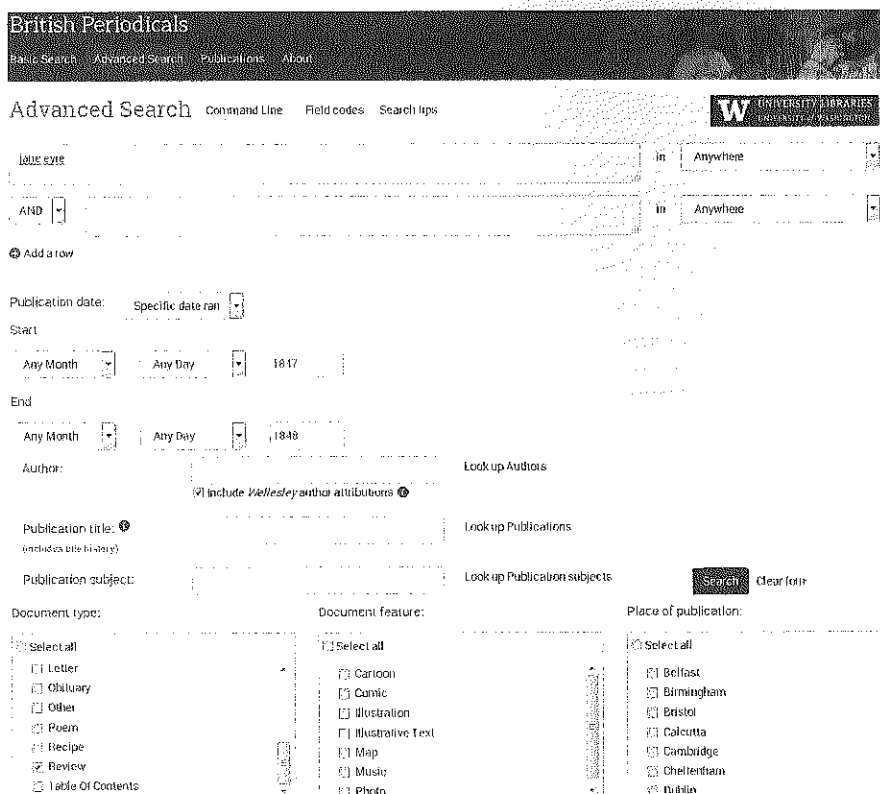 British Periodicals
Basic Search Advanced Search Publications About
Advanced Search Command Line Field codes Search tips
W UNIVERSITY LIBRARIES
UNIVERSITY of WASHINGTON
jane eyre in Anywhere
AND in Anywhere
Add a row
Publication date: Specific date ran
Start
Any Month Any Day 1847
End
Any Month Any Day 1848
Author: Look up Authors
Include Wellesley author attributions
Publication title: Look up Publications
(includes title history)
Publication subject: Look up Publication subjects Search Clear form
Document type: Document feature: Place of publication:
Select all Select all Select all
Letter Cartoon Belfast
Obituary Comic Birmingham
Other Illustration Bristol
Poem Illustrative Text Calcutta
Recipe Map Cambridge
Review Music Cheltenham
Table Of Contents Photo Dublin